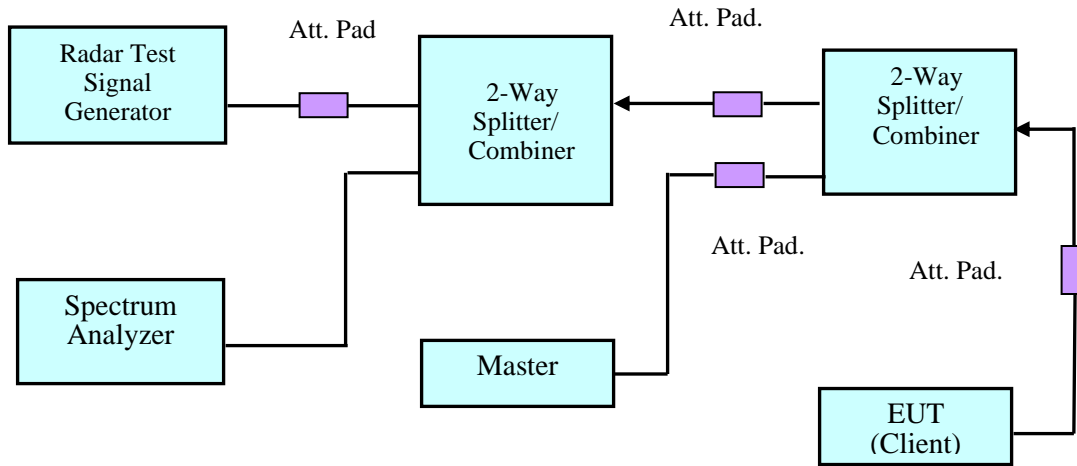 Radar Test
Signal
Generator
Att. Pad
2-Way
Splitter/
Combiner
Att. Pad.
2-Way
Splitter/
Combiner
Att. Pad.
Att. Pad.
Spectrum
Analyzer
Master
EUT
(Client)